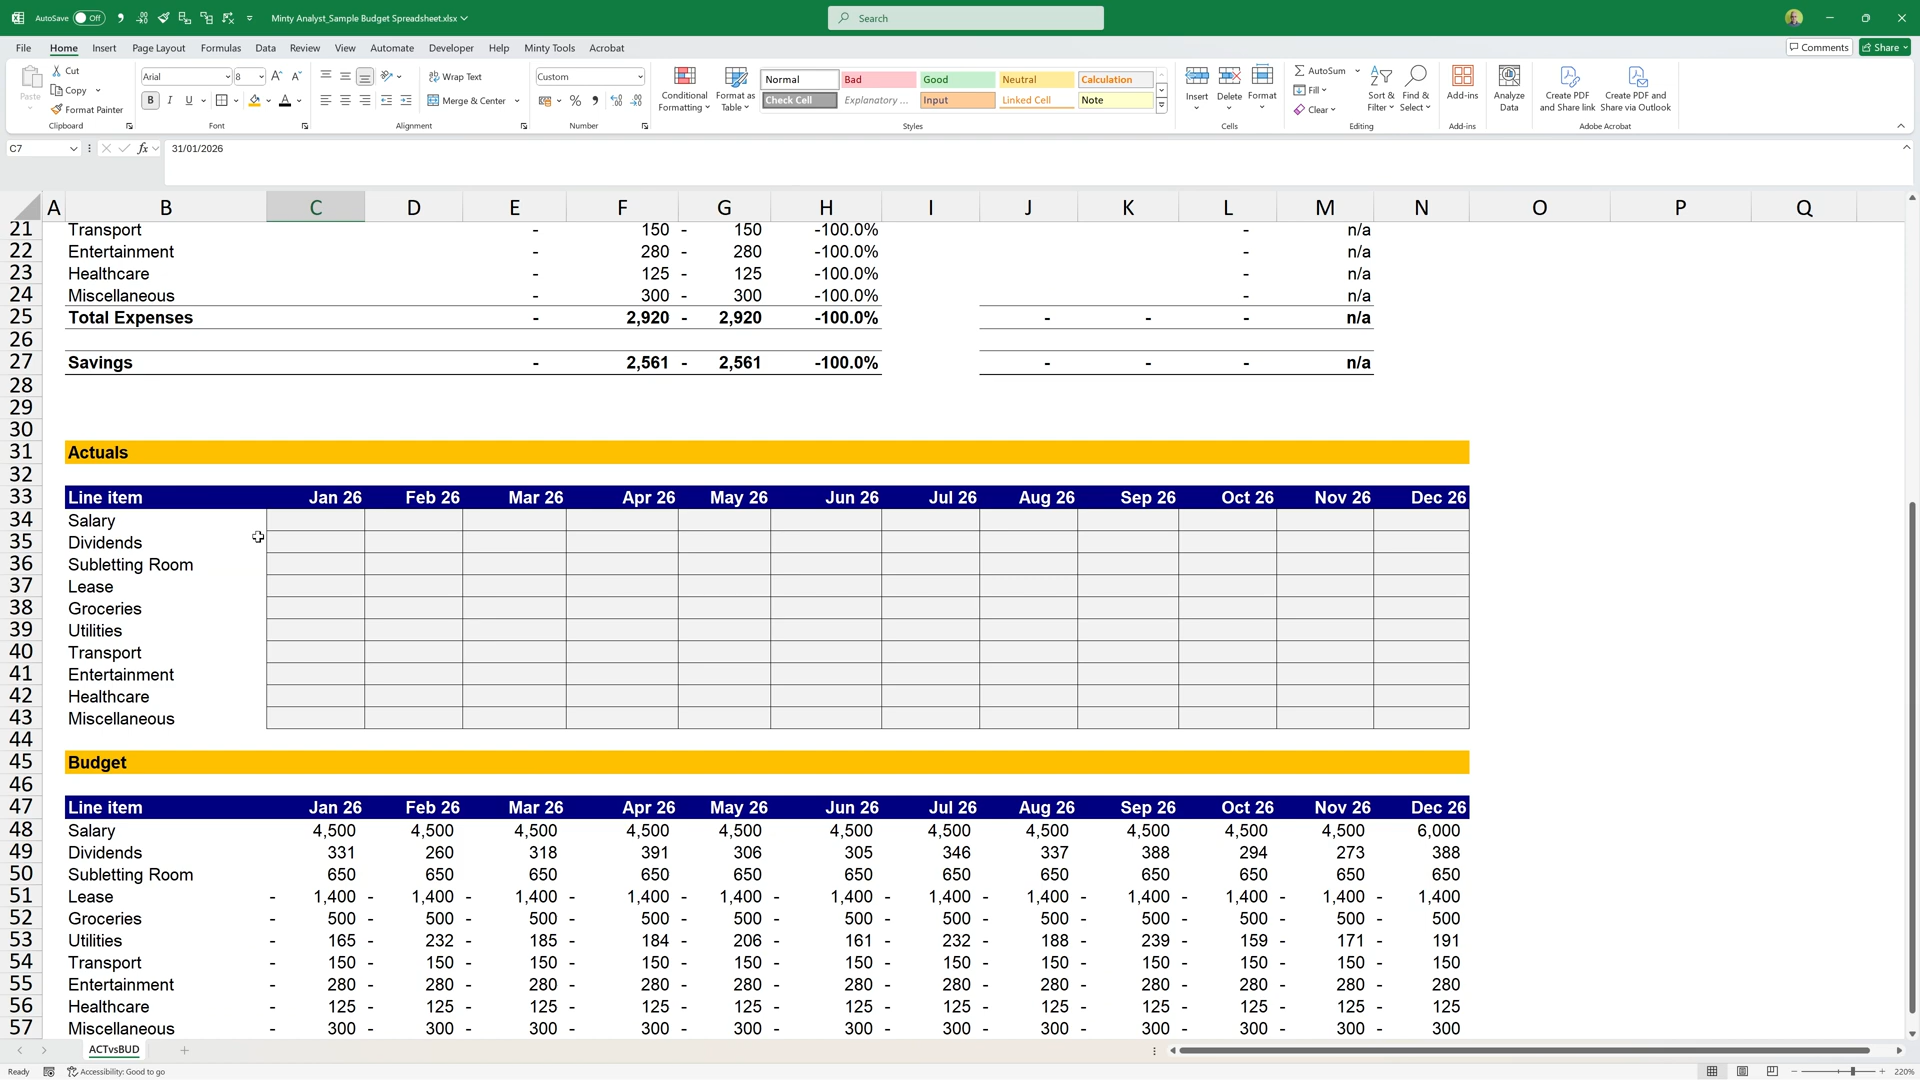 AutoSave Off Minty Analyst_Sample Budget Spreadsheet.xlsx Search
File Home Insert Page Layout Formulas Data Review View Automate Developer Help Minty Tools Acrobat Comments Share
Paste Cut Copy Format Painter Clipboard
Arial 8 B I U Font
Wrap Text Merge & Center Alignment
Custom % Number
Conditional Formatting Format as Table Normal Bad Good Neutral Calculation Check Cell Explanatory ... Input Linked Cell Note Styles
Insert Delete Format Cells
AutoSum Fill Clear Sort & Filter Find & Select Editing
Add-ins Add-ins
Analyze Data
Create PDF and Share link Create PDF and Share via Outlook Adobe Acrobat
C7 fx 31/01/2026
A B C D E F G H I J K L M N O P Q
21 Transport - 150 - 150 -100.0% - n/a
22 Entertainment - 280 - 280 -100.0% - n/a
23 Healthcare - 125 - 125 -100.0% - n/a
24 Miscellaneous - 300 - 300 -100.0% - n/a
25 Total Expenses - 2,920 - 2,920 -100.0% - - - n/a
26
27 Savings - 2,561 - 2,561 -100.0% - - - n/a
28
29
30
31 Actuals
32
33 Line item Jan 26 Feb 26 Mar 26 Apr 26 May 26 Jun 26 Jul 26 Aug 26 Sep 26 Oct 26 Nov 26 Dec 26
34 Salary
35 Dividends
36 Subletting Room
37 Lease
38 Groceries
39 Utilities
40 Transport
41 Entertainment
42 Healthcare
43 Miscellaneous
44
45 Budget
46
47 Line item Jan 26 Feb 26 Mar 26 Apr 26 May 26 Jun 26 Jul 26 Aug 26 Sep 26 Oct 26 Nov 26 Dec 26
48 Salary 4,500 4,500 4,500 4,500 4,500 4,500 4,500 4,500 4,500 4,500 4,500 6,000
49 Dividends 331 260 318 391 306 305 346 337 388 294 273 388
50 Subletting Room 650 650 650 650 650 650 650 650 650 650 650 650
51 Lease - 1,400 - 1,400 - 1,400 - 1,400 - 1,400 - 1,400 - 1,400 - 1,400 - 1,400 - 1,400 - 1,400 - 1,400
52 Groceries - 500 - 500 - 500 - 500 - 500 - 500 - 500 - 500 - 500 - 500 - 500 - 500
53 Utilities - 165 - 232 - 185 - 184 - 206 - 161 - 232 - 188 - 239 - 159 - 171 - 191
54 Transport - 150 - 150 - 150 - 150 - 150 - 150 - 150 - 150 - 150 - 150 - 150 - 150
55 Entertainment - 280 - 280 - 280 - 280 - 280 - 280 - 280 - 280 - 280 - 280 - 280 - 280
56 Healthcare - 125 - 125 - 125 - 125 - 125 - 125 - 125 - 125 - 125 - 125 - 125 - 125
57 Miscellaneous - 300 - 300 - 300 - 300 - 300 - 300 - 300 - 300 - 300 - 300 - 300 - 300
ACTvsBUD
Ready Accessibility: Good to go 220%